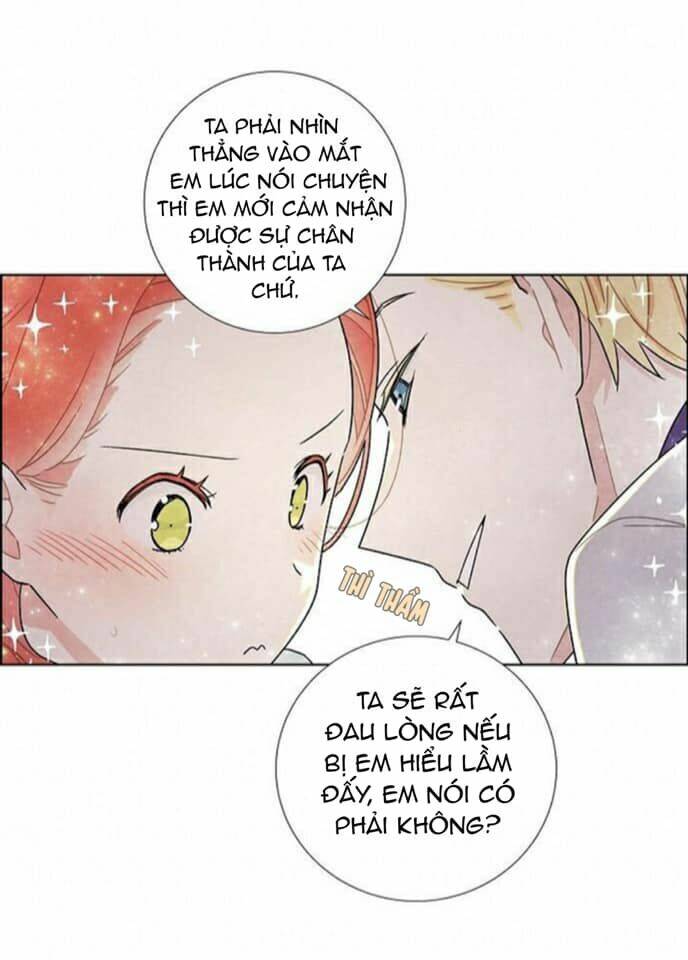 TA PHẢI NHÌN
THẲNG VÀO MẮT
EM LÚC NÓI CHUYỆN
THÌ EM MỚI CẢM NHẬN
ĐƯỢC SỰ CHÂN
THÀNH CỦA TA
CHỨ.
THÌ THẦM
TA SẼ RẤT
ĐAU LÒNG NẾU
BỊ EM HIỂU LẦM
ĐẤY, EM NÓI CÓ
PHẢI KHÔNG?